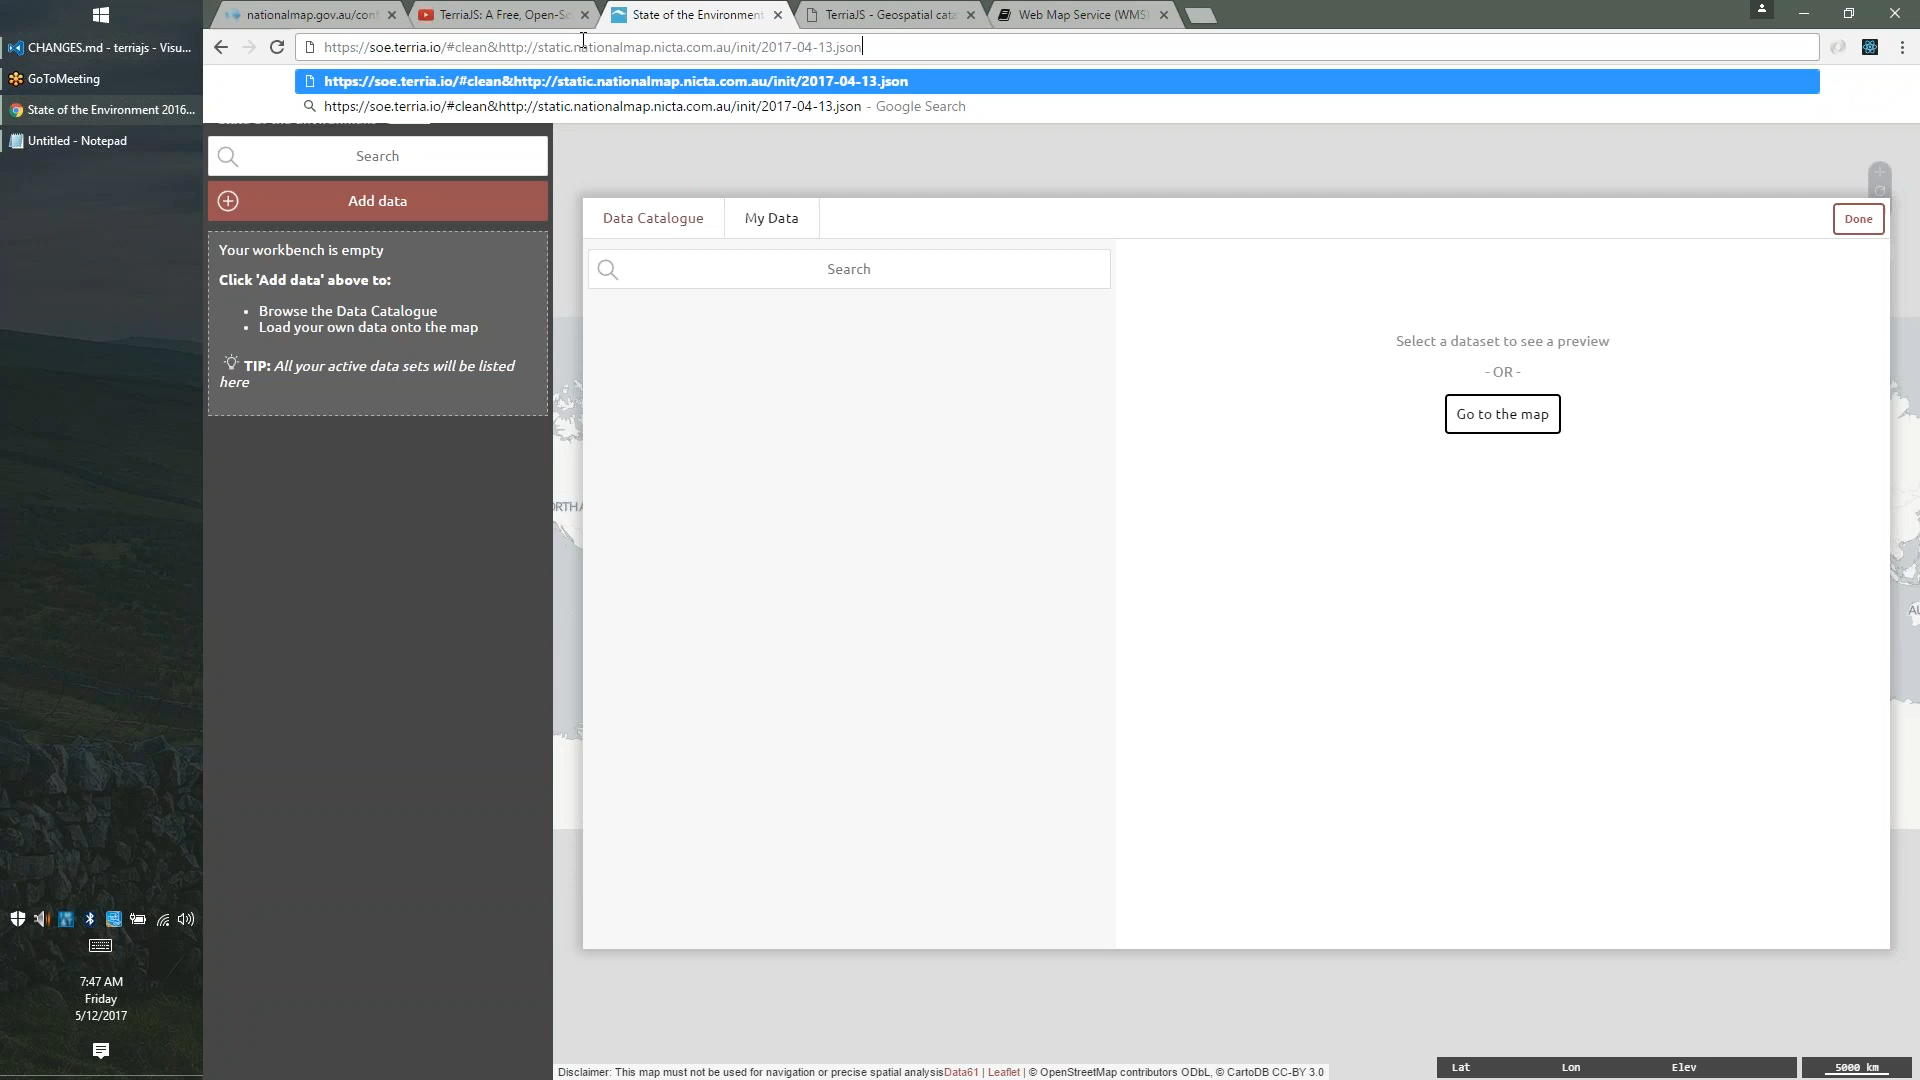 nationalmap.gov.au/con
TerriaJS: A Free, Open-So
State of the Environment
TerriaJS - Geospatial cata
Web Map Service (WMS
CHANGES.md - terriajs - Visu...
GoToMeeting
State of the Environment 2016...
Untitled - Notepad
https://soe.terria.io/#clean&http://static.nationalmap.nicta.com.au/init/2017-04-13.json
https://soe.terria.io/#clean&http://static.nationalmap.nicta.com.au/init/2017-04-13.json
https://soe.terria.io/#clean&http://static.nationalmap.nicta.com.au/init/2017-04-13.json - Google Search
Search
Add data
Your workbench is empty
Click 'Add data' above to:
• Browse the Data Catalogue
• Load your own data onto the map
TIP: All your active data sets will be listed
here
Data Catalogue
My Data
Done
Search
Select a dataset to see a preview
- OR -
Go to the map
ORTH A
AU
7:47 AM
Friday
5/12/2017
Disclaimer: This map must not be used for navigation or precise spatial analysis Data61 | Leaflet | © OpenStreetMap contributors ODbL, © CartoDB CC-BY 3.0
Lat
Lon
Elev
5000 km